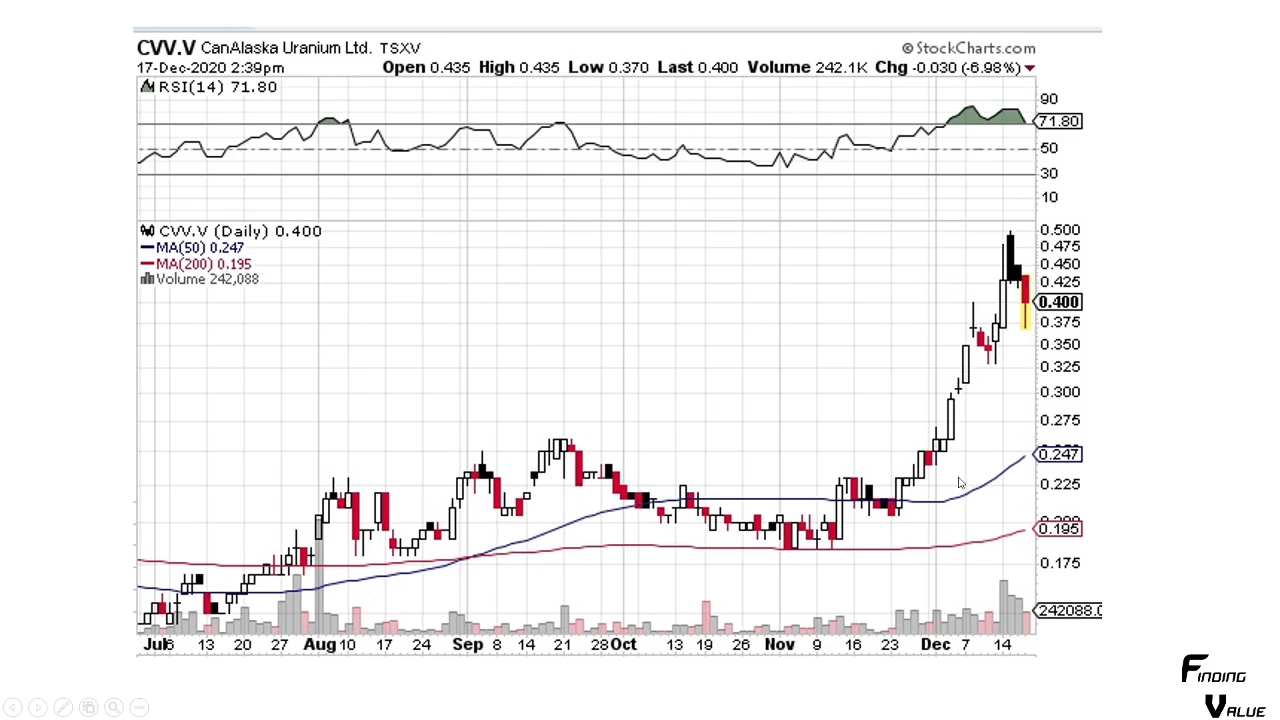 CVV.V CanAlaska Uranium Ltd. TSXV
© StockCharts.com
17-Dec-2020 2:39pm
Open 0.435 High 0.435 Low 0.370 Last 0.400 Volume 242.1K Chg -0.030 (-6.98%)
RSI(14) 71.80
90
71.80
50
30
10
CVV.V (Daily) 0.400
MA(50) 0.247
MA(200) 0.195
Volume 242,088
0.500
0.475
0.450
0.425
0.400
0.375
0.350
0.325
0.300
0.275
0.247
0.225
0.200
0.195
0.175
242088.0
Jul 6 13 20 27 Aug 10 17 24 Sep 8 14 21 28 Oct 13 19 26 Nov 9 16 23 Dec 7 14
Finding
Value